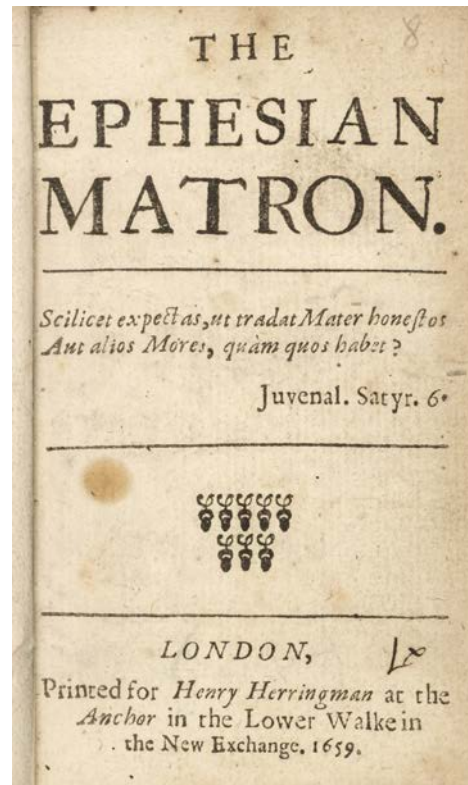 8
THE
EPHESIAN
MATRON.
Scilicet expectas, ut tradat Mater honeſtos
Aut alios Mores, quàm quos habet?
Juvenal. Satyr. 6.
LONDON,
Printed for Henry Herringman at the
Anchor in the Lower Walke in
the New Exchange. 1659.